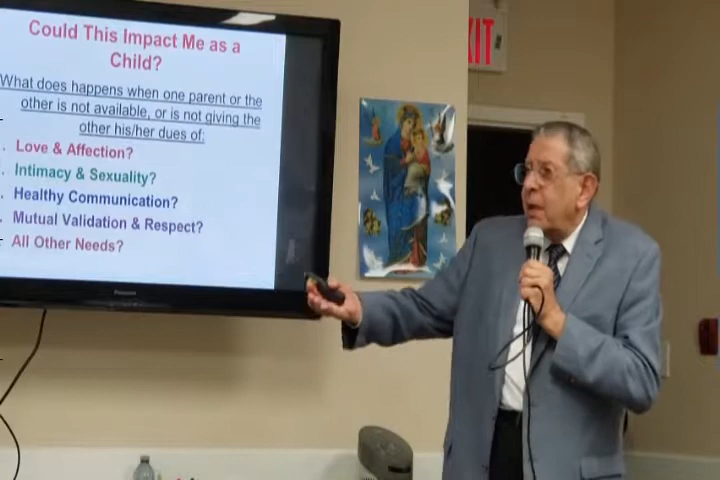 Could This Impact Me as a
Child?
What does happens when one parent or the
other is not available, or is not giving the
other his/her dues of:
. Love & Affection?
. Intimacy & Sexuality?
. Healthy Communication?
. Mutual Validation & Respect?
. All Other Needs?
Panasonic
XIT